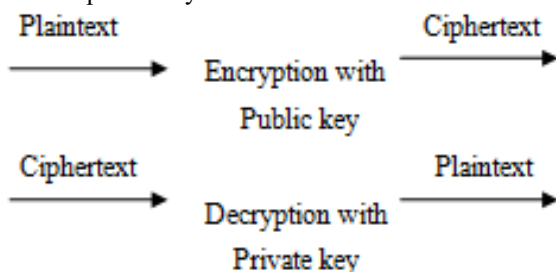 Plaintext
Ciphertext
Encryption with
Public key
Ciphertext
Plaintext
Decryption with
Private key